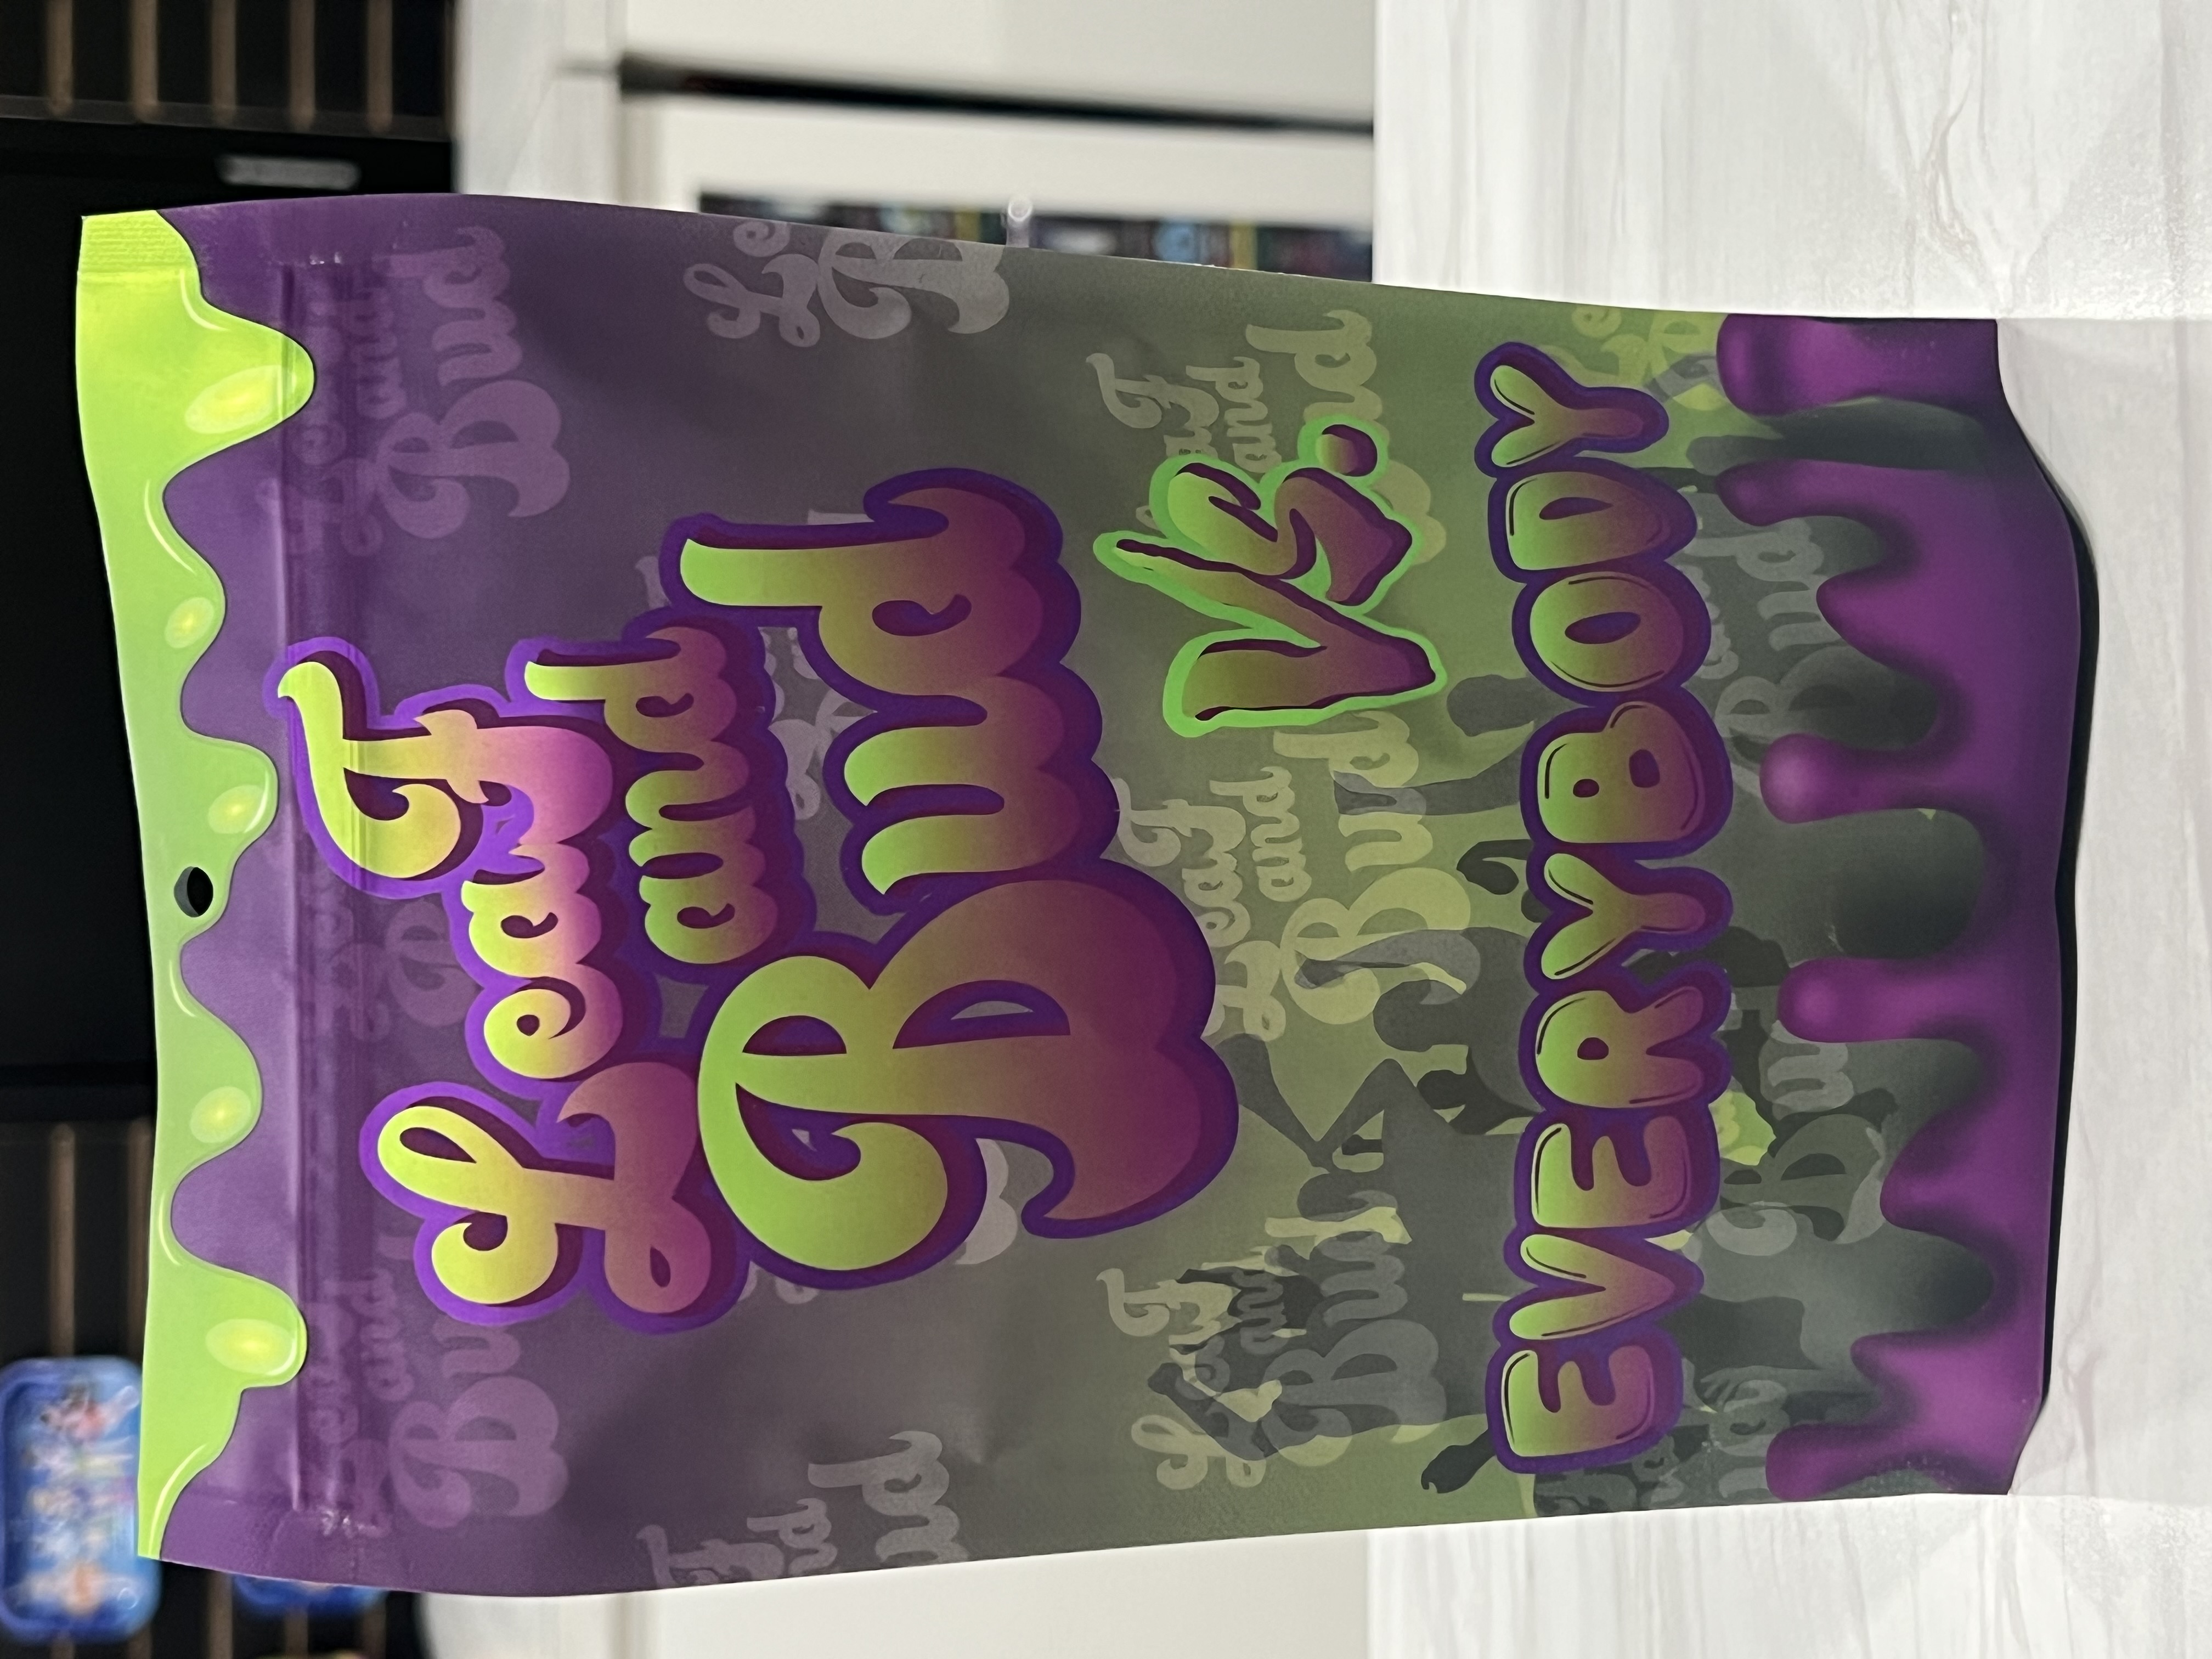 Leaf
and
Bud
VS.
EVERYBODY